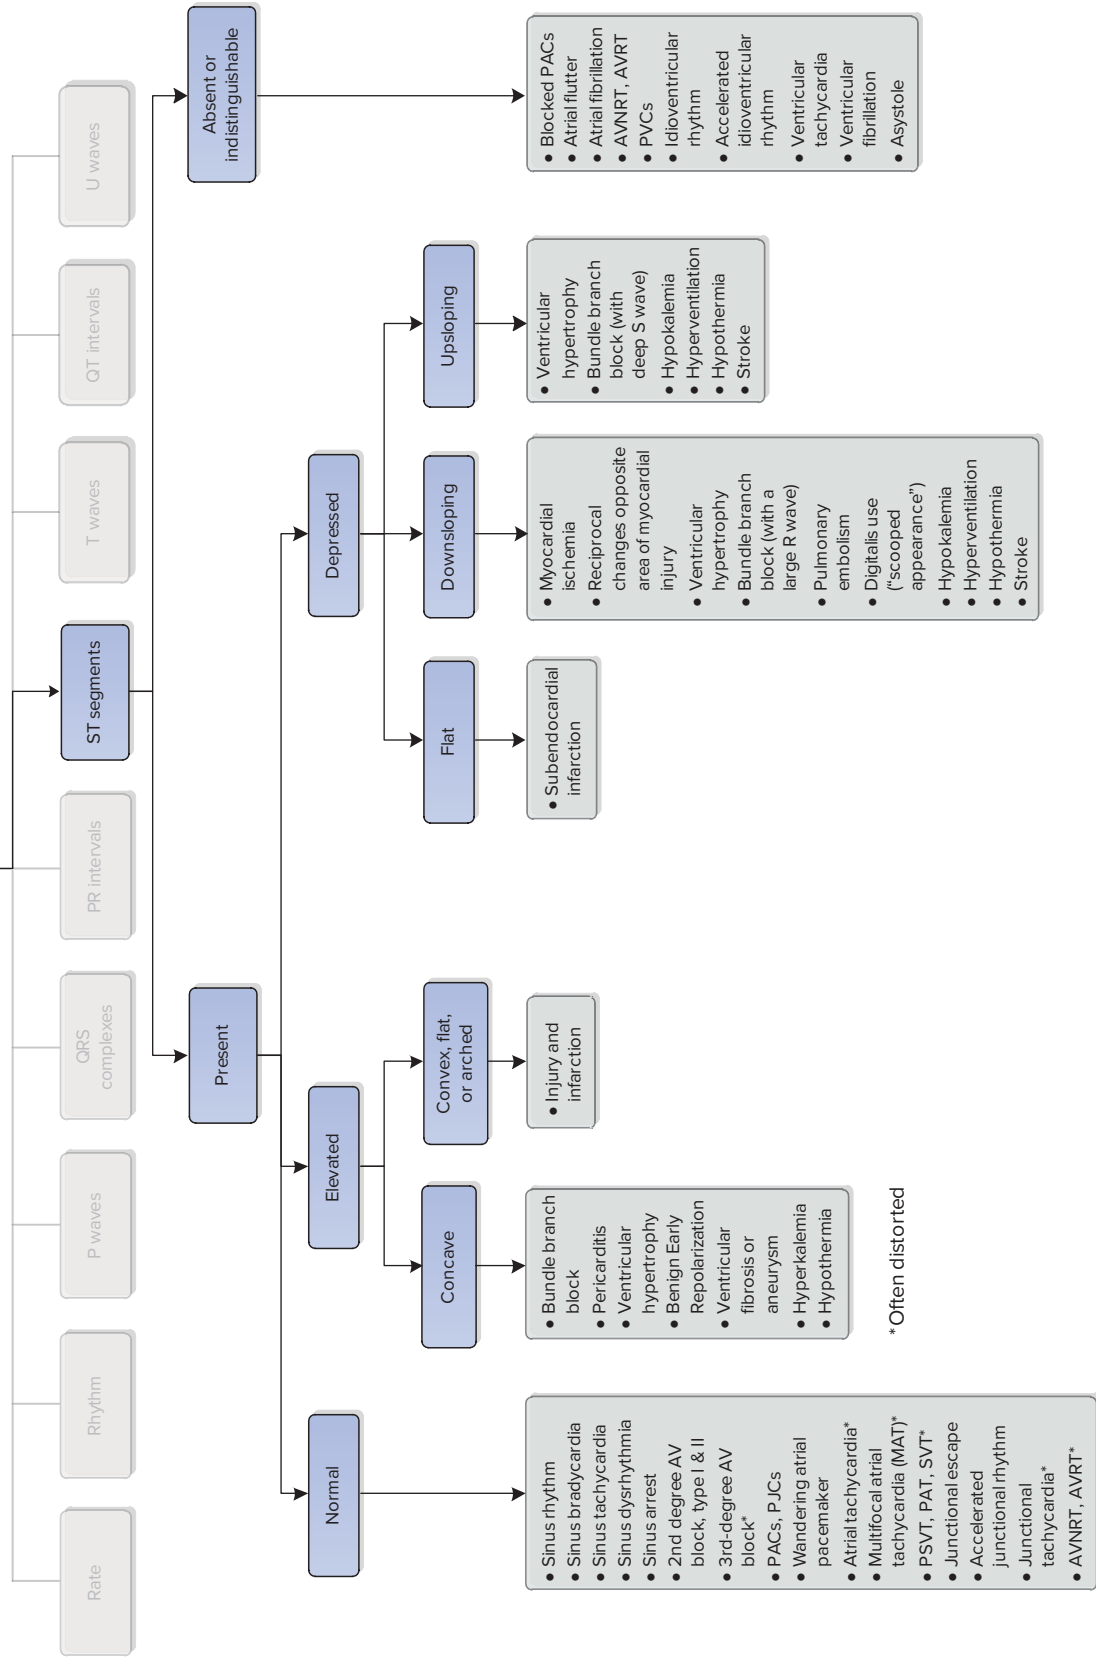 Rate
Rhythm
P waves
QRS
complexes
PR intervals
ST segments
T waves
QT intervals
U waves
Present
Absent or
indistinguishable
Normal
Elevated
Depressed
Concave
Convex, flat,
or arched
Flat
Downsloping
Upsloping
• Sinus rhythm
• Sinus bradycardia
• Sinus tachycardia
• Sinus dysrhythmia
• Sinus arrest
• 2nd degree AV
block, type I & II
• 3rd-degree AV
block*
• PACs, PJCs
• Wandering atrial
pacemaker
• Atrial tachycardia*
• Multifocal atrial
tachycardia (MAT)*
• PSVT, PAT, SVT*
• Junctional escape
• Accelerated
junctional rhythm
• Junctional
tachycardia*
• AVNRT, AVRT*
• Bundle branch
block
• Pericarditis
• Ventricular
hypertrophy
• Benign Early
Repolarization
• Ventricular
fibrosis or
aneurysm
• Hyperkalemia
• Hypothermia
• Injury and
infarction
• Subendocardial
infarction
• Myocardial
ischemia
• Reciprocal
changes opposite
area of myocardial
injury
• Ventricular
hypertrophy
• Bundle branch
block (with a
large R wave)
• Pulmonary
embolism
• Digitalis use
(“scooped
appearance”)
• Hypokalemia
• Hyperventilation
• Hypothermia
• Stroke
• Ventricular
hypertrophy
• Bundle branch
block (with
deep S wave)
• Hypokalemia
• Hyperventilation
• Hypothermia
• Stroke
• Blocked PACs
• Atrial flutter
• Atrial fibrillation
• AVNRT, AVRT
• PVCs
• Idioventricular
rhythm
• Accelerated
idioventricular
rhythm
• Ventricular
tachycardia
• Ventricular
fibrillation
• Asystole
*Often distorted